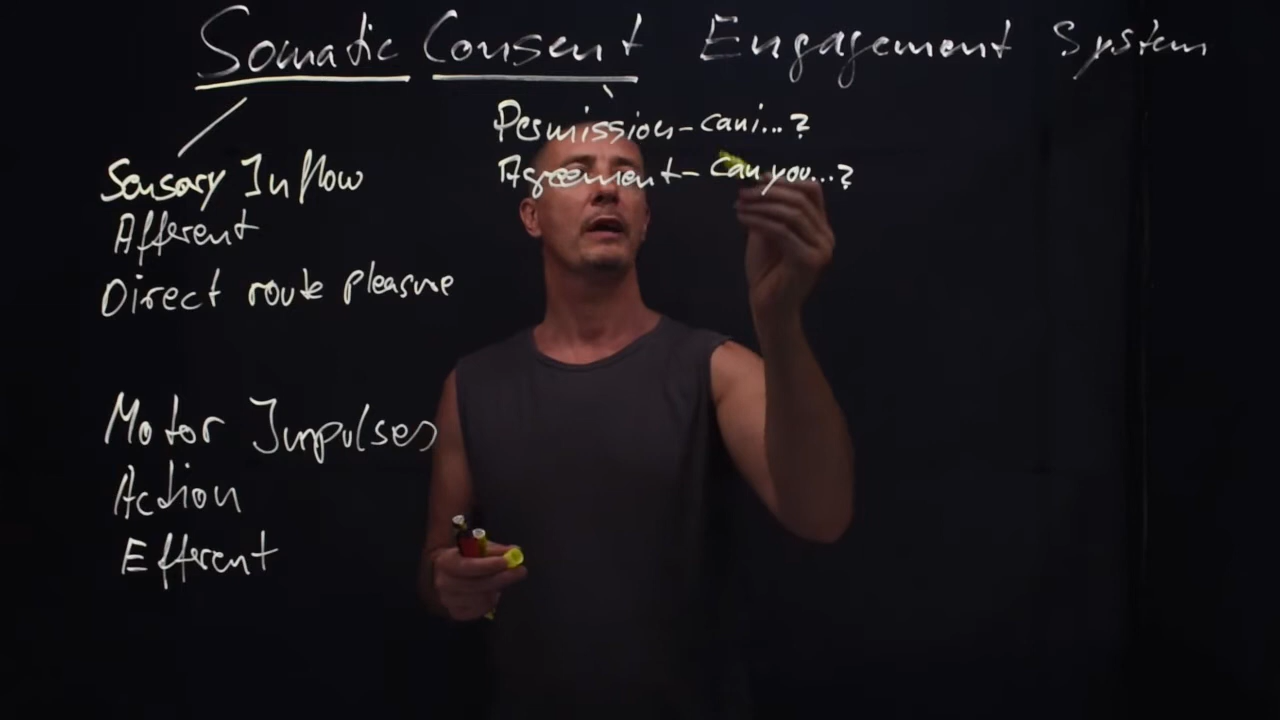 Somatic Consent Engagement System
Permission - can i...?
Agreement - Can you...?
Sensory Inflow
Afferent
Direct route pleasure
Motor Impulses
Action
Efferent